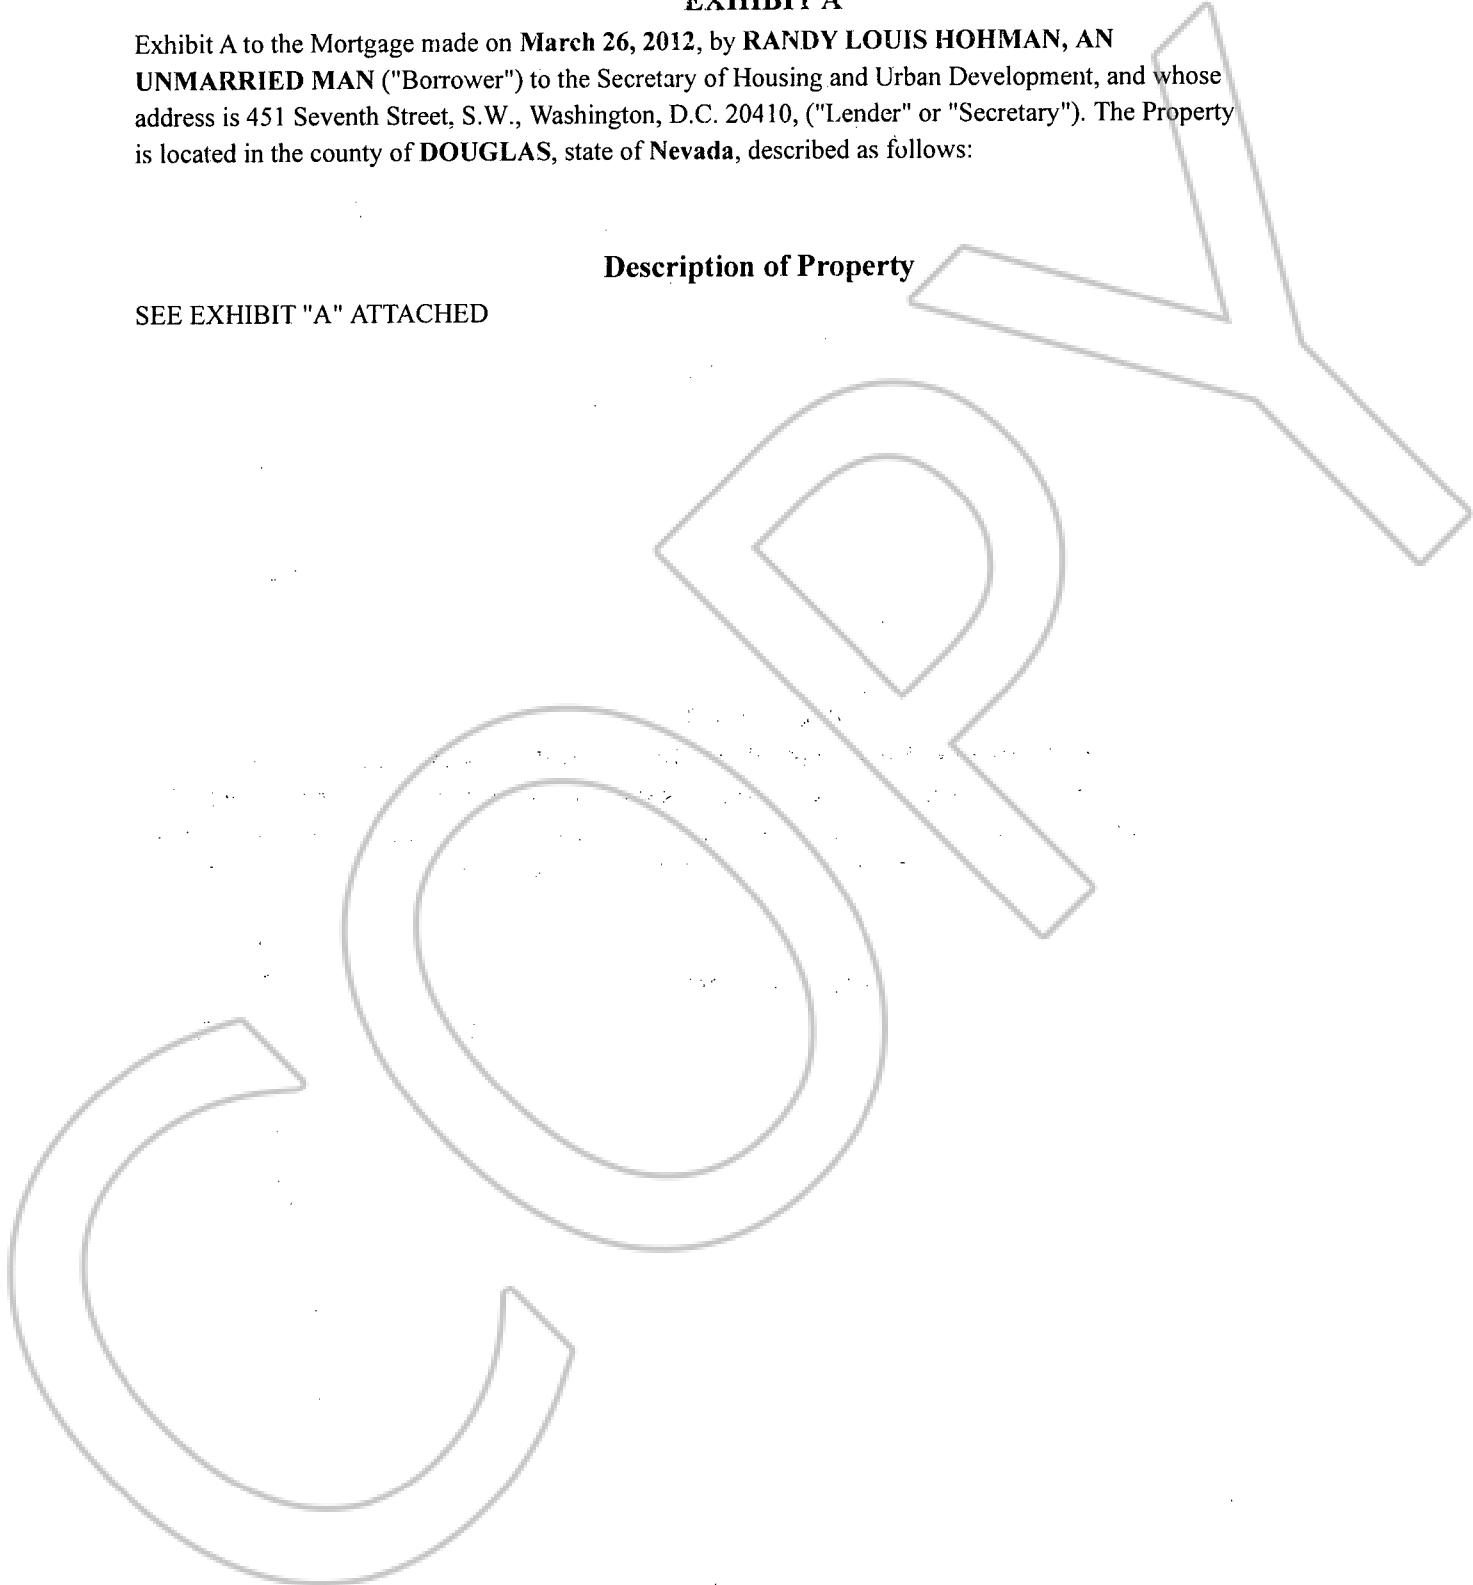 EXHIBIT A
Exhibit A to the Mortgage made on March 26, 2012, by RANDY LOUIS HOHMAN, AN
UNMARRIED MAN ("Borrower") to the Secretary of Housing and Urban Development, and whose
address is 451 Seventh Street, S.W., Washington, D.C. 20410, ("Lender" or "Secretary"). The Property
is located in the county of DOUGLAS, state of Nevada, described as follows:
Description of Property
SEE EXHIBIT "A" ATTACHED
COPY